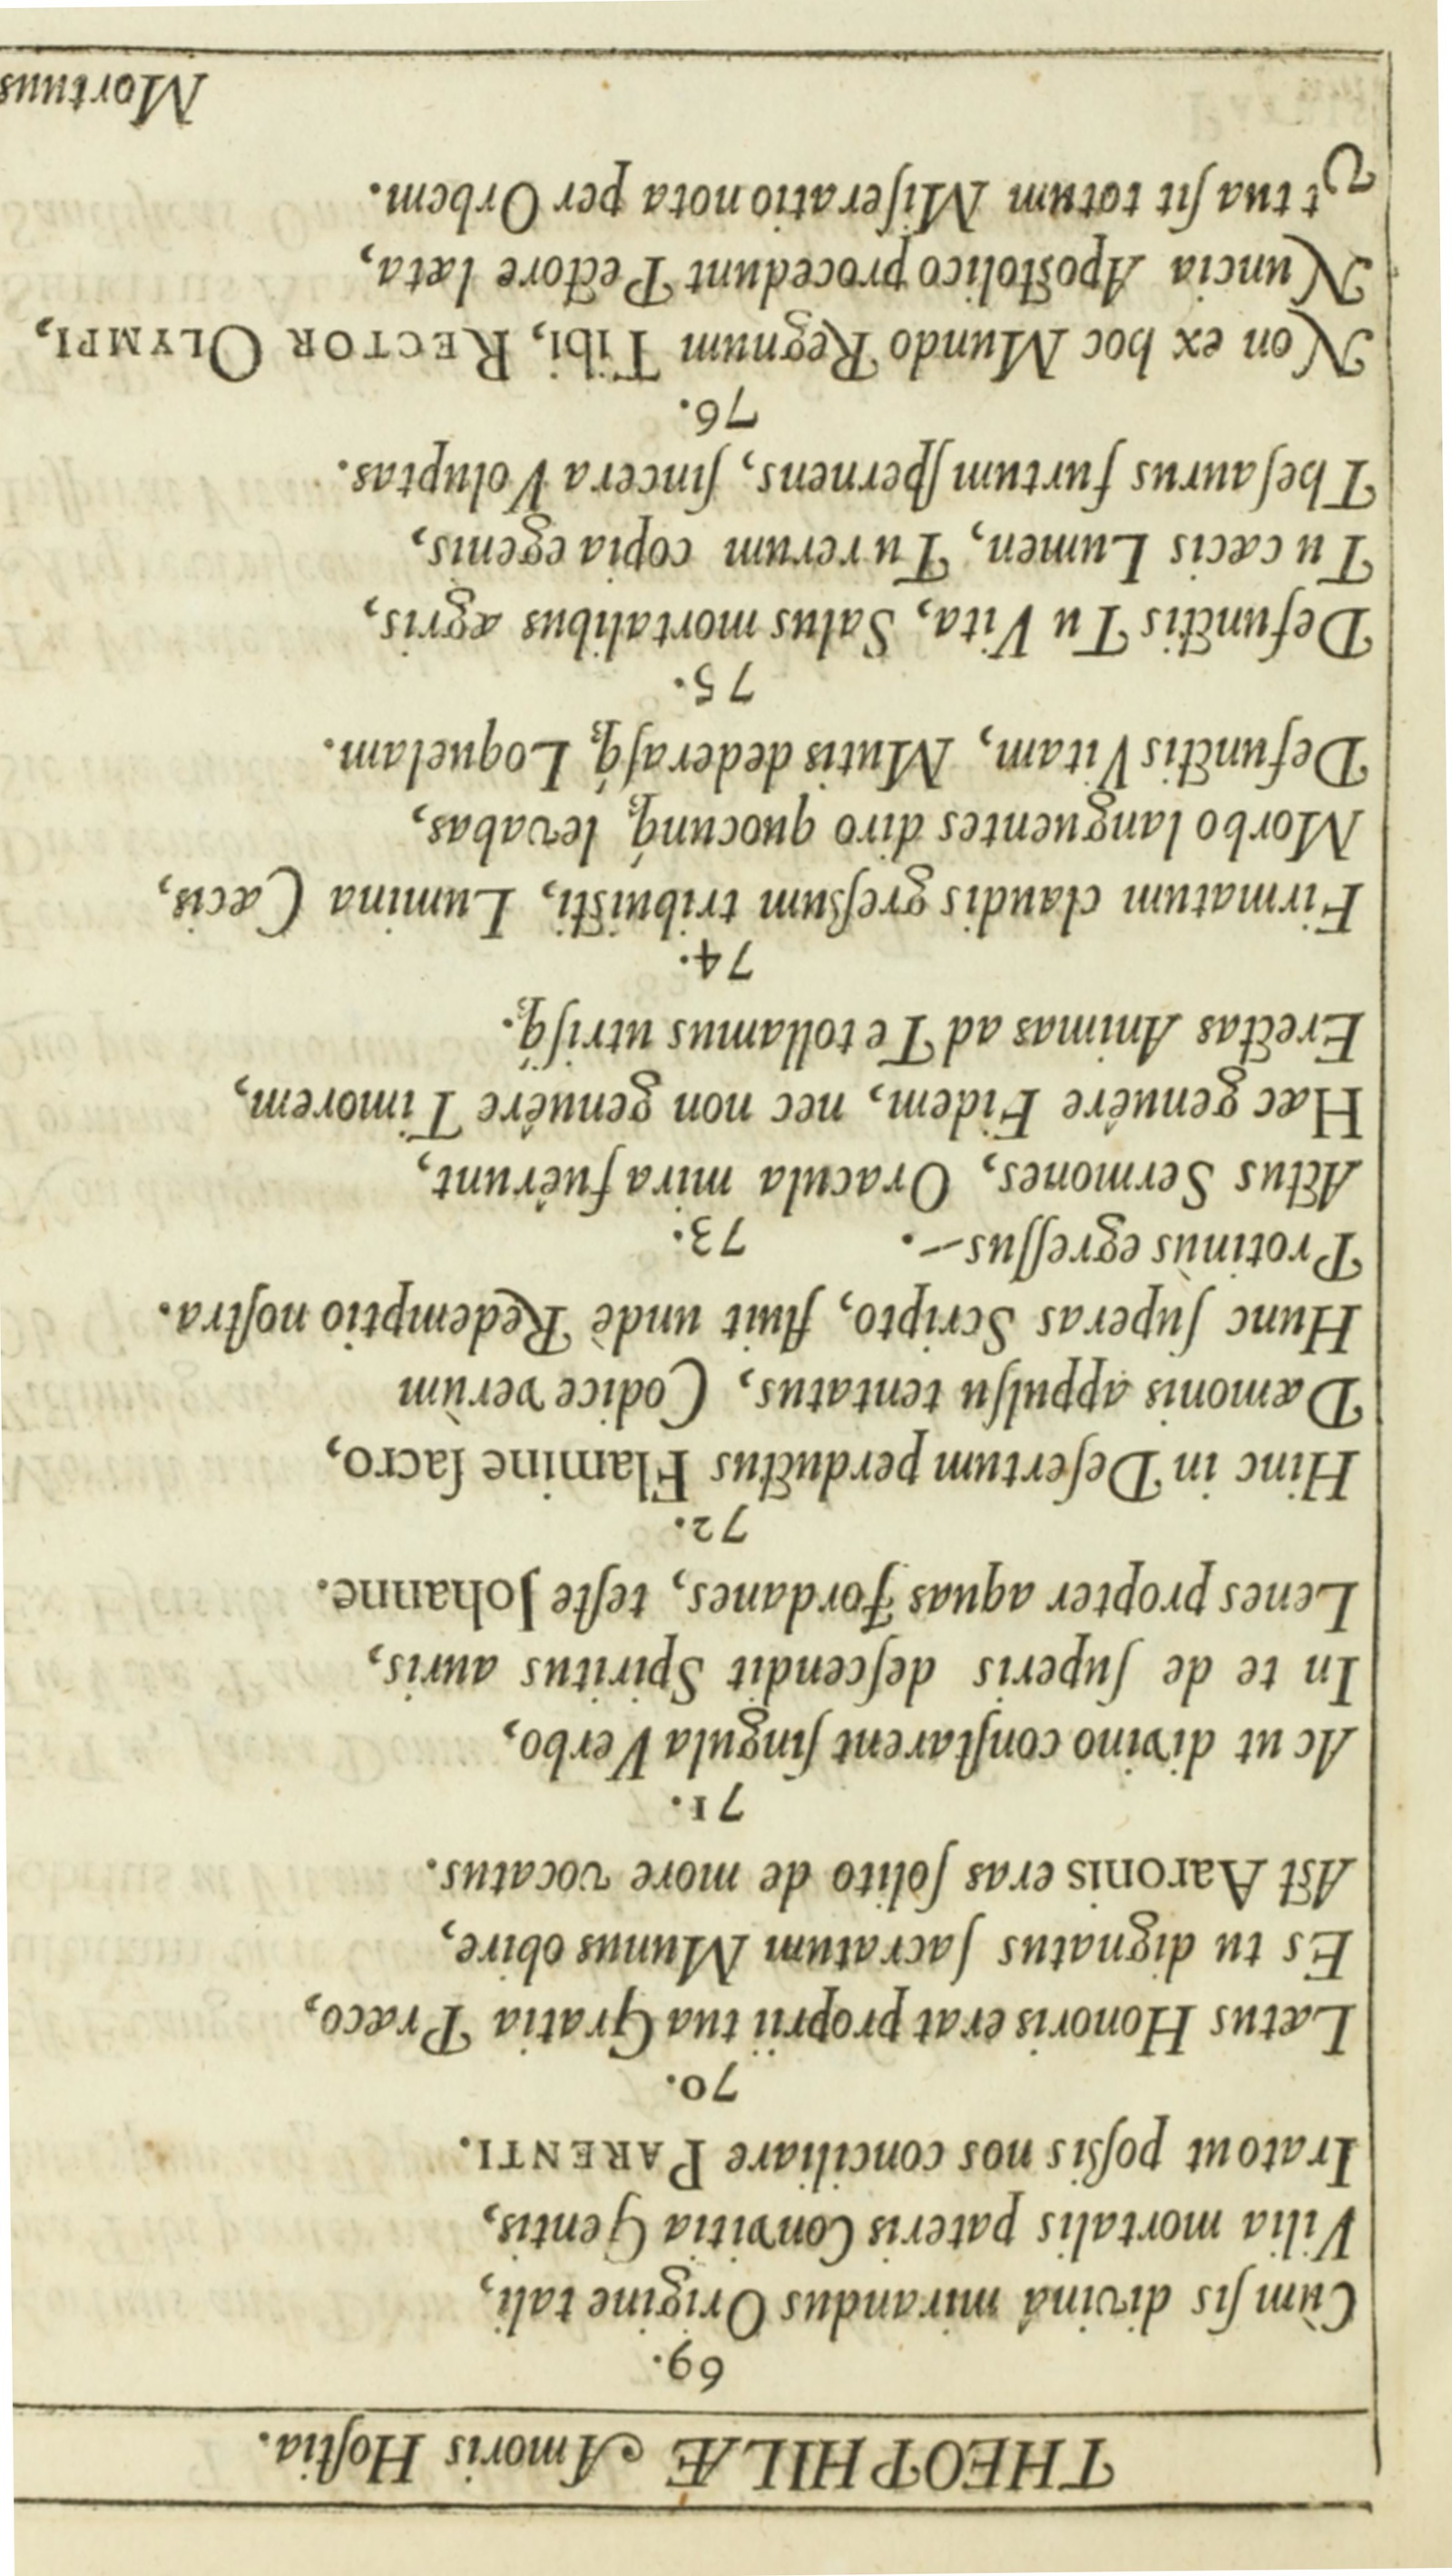 THEOPHILÆ Amoris Hoſtia.
69.
Cùm ſis divinâ mirandus Origine tali,
Vilia mortalis pateris Convitia Gentis,
Irato ut poſsis nos conciliare PARENTI.
70.
Lætus Honoris erat proprii tua Gratia Præco,
Es tu dignatus ſacratum Munus obire,
Aſt Aaronis eras ſolito de more vocatus.
71.
Ac ut divino conſtarent ſingula Verbo,
In te de ſuperis deſcendit Spiritus auris,
Lenes propter aquas Jordanes, teſte Johanne.
72.
Hinc in Deſertum perductus Flamine ſacro,
Dæmonis appulſu tentatus, Codice verùm
Hunc ſuperas Scripto, fluit undè Redemptio noſtra.
Protinùs egreſſus—. 73.
Actus Sermones, Oracula mira fuêrunt,
Hæc genuêre Fidem, nec non genuêre Timorem,
Erectas Animas ad Te tollamus utriſq́;
74.
Firmatum claudis greſsum tribuiſti, Lumina Cæcis,
Morbo languentes diro quocunq́; levabas,
Defunctis Vitam, Mutis dederaſq́; Loquelam.
75.
Defunctis Tu Vita, Salus mortalibus ægris,
Tu cæcis Lumen, Tu rerum copia egenis,
Theſaurus furtum ſpernens, ſincera Voluptas.
76.
Non ex hoc Mundo Regnum Tibi, RECTOR OLYMPI,
Nuncia Apoſtolico procedunt Pectore læta,
Vt tua ſit totum Miſeratio nota per Orbem.
Mortuus